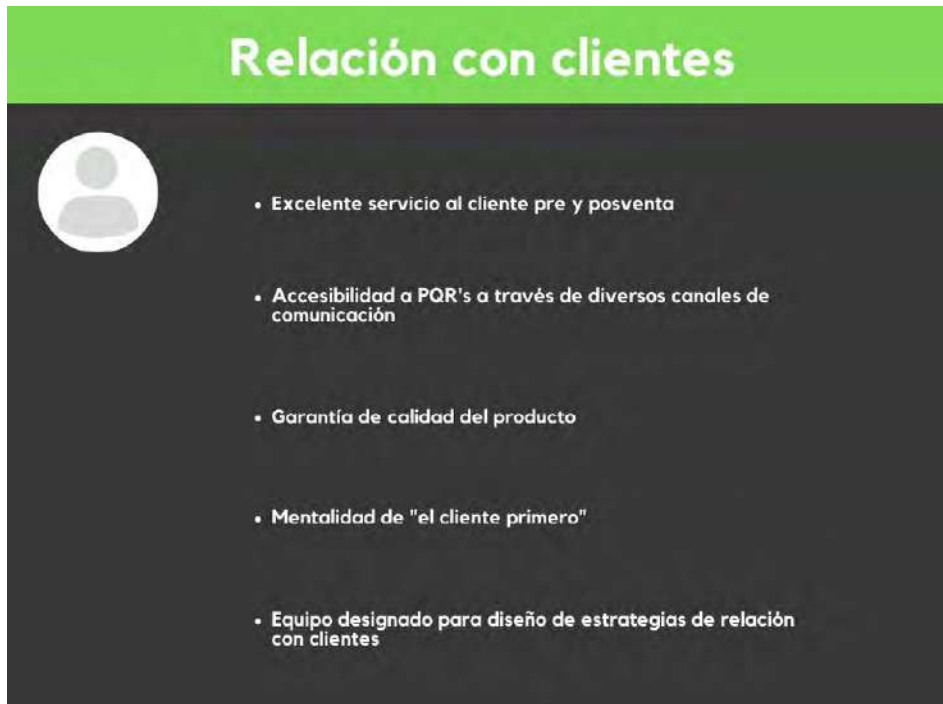 Relación con clientes
• Excelente servicio al cliente pre y posventa
• Accesibilidad a PQR's a través de diversos canales de
comunicación
• Garantía de calidad del producto
• Mentalidad de "el cliente primero"
• Equipo designado para diseño de estrategias de relación
con clientes